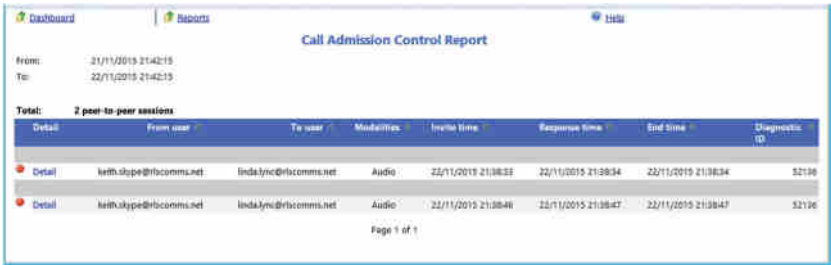 Dashboard Reports Help
Call Admission Control Report
From: 21/11/2015 21:42:15
To: 22/11/2015 21:42:15
Total: 2 peer-to-peer sessions
Detail From user To user Modalities Invite time Response time End time Diagnostic ID
Detail keith.skype@rlscomms.net linda.lync@rlscomms.net Audio 22/11/2015 21:38:33 22/11/2015 21:38:34 22/11/2015 21:38:34 52136
Detail keith.skype@rlscomms.net linda.lync@rlscomms.net Audio 22/11/2015 21:38:46 22/11/2015 21:38:47 22/11/2015 21:38:47 52136
Page 1 of 1